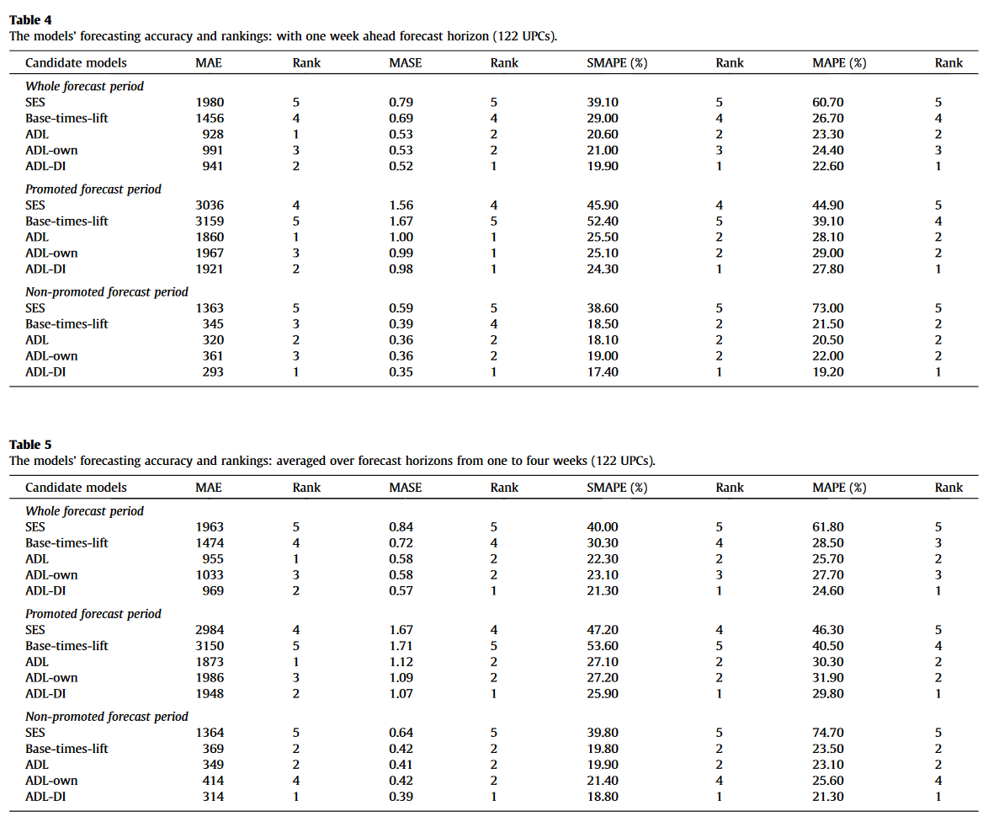 Table 4
The models' forecasting accuracy and rankings: with one week ahead forecast horizon (122 UPCs).
Candidate models MAE Rank MASE Rank SMAPE (%) Rank MAPE (%) Rank
Whole forecast period
SES 1980 5 0.79 5 39.10 5 60.70 5
Base-times-lift 1456 4 0.69 4 29.00 4 26.70 4
ADL 928 1 0.53 2 20.60 2 23.30 2
ADL-own 991 3 0.53 2 21.00 3 24.40 3
ADL-DI 941 2 0.52 1 19.90 1 22.60 1
Promoted forecast period
SES 3036 4 1.56 4 45.90 4 44.90 5
Base-times-lift 3159 5 1.67 5 52.40 5 39.10 4
ADL 1860 1 1.00 1 25.50 2 28.10 2
ADL-own 1967 3 0.99 1 25.10 2 29.00 2
ADL-DI 1921 2 0.98 1 24.30 1 27.80 1
Non-promoted forecast period
SES 1363 5 0.59 5 38.60 5 73.00 5
Base-times-lift 345 3 0.39 4 18.50 2 21.50 2
ADL 320 2 0.36 2 18.10 2 20.50 2
ADL-own 361 3 0.36 2 19.00 2 22.00 2
ADL-DI 293 1 0.35 1 17.40 1 19.20 1
Table 5
The models' forecasting accuracy and rankings: averaged over forecast horizons from one to four weeks (122 UPCs).
Candidate models MAE Rank MASE Rank SMAPE (%) Rank MAPE (%) Rank
Whole forecast period
SES 1963 5 0.84 5 40.00 5 61.80 5
Base-times-lift 1474 4 0.72 4 30.30 4 28.50 3
ADL 955 1 0.58 2 22.30 2 25.70 2
ADL-own 1033 3 0.58 2 23.10 3 27.70 3
ADL-DI 969 2 0.57 1 21.30 1 24.60 1
Promoted forecast period
SES 2984 4 1.67 4 47.20 4 46.30 5
Base-times-lift 3150 5 1.71 5 53.60 5 40.50 4
ADL 1873 1 1.12 2 27.10 2 30.30 2
ADL-own 1986 3 1.09 2 27.20 2 31.90 2
ADL-DI 1948 2 1.07 1 25.90 1 29.80 1
Non-promoted forecast period
SES 1364 5 0.64 5 39.80 5 74.70 5
Base-times-lift 369 2 0.42 2 19.80 2 23.50 2
ADL 349 2 0.41 2 19.90 2 23.10 2
ADL-own 414 4 0.42 2 21.40 4 25.60 4
ADL-DI 314 1 0.39 1 18.80 1 21.30 1